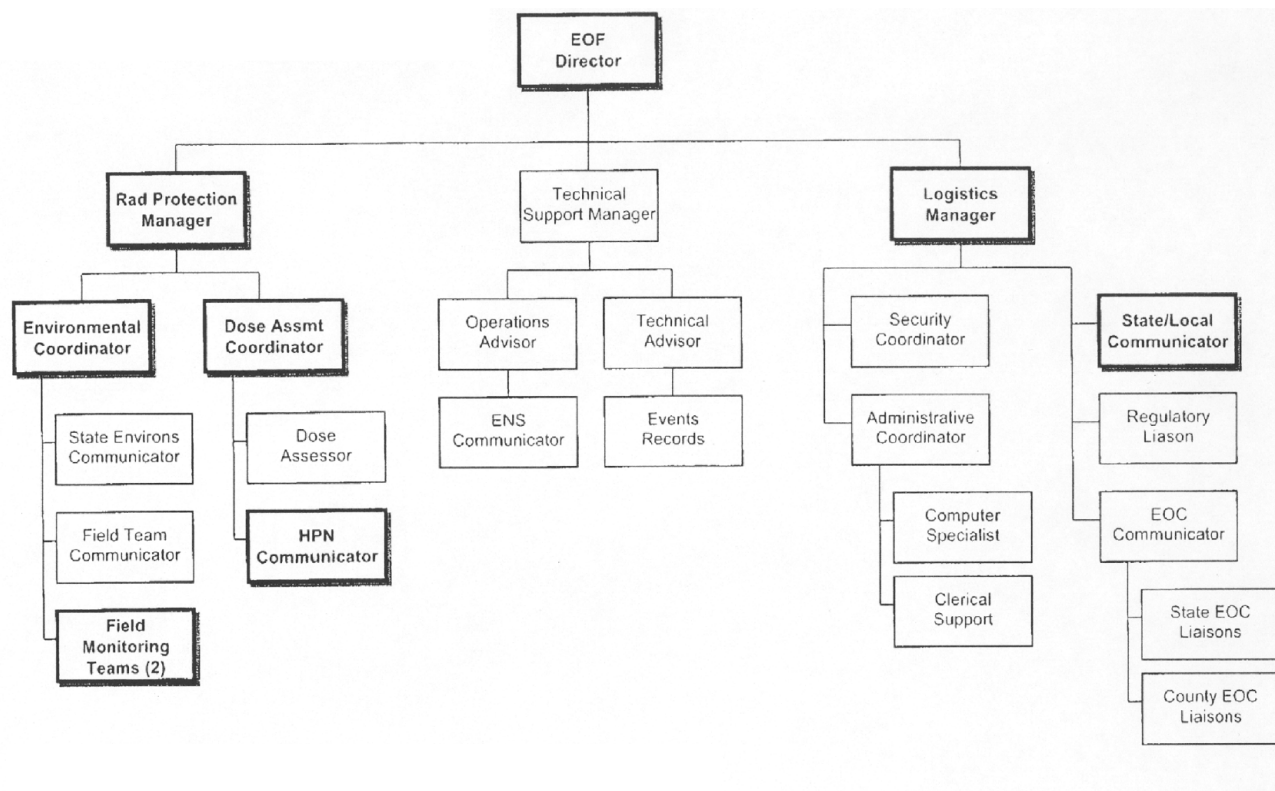 EOF
Director
Rad Protection
Manager
Technical
Support Manager
Logistics
Manager
Environmental
Coordinator
Dose Assmt
Coordinator
Operations
Advisor
Technical
Advisor
Security
Coordinator
State/Local
Communicator
State Environs
Communicator
Dose
Assessor
ENS
Communicator
Events
Records
Administrative
Coordinator
Regulatory
Liason
Field Team
Communicator
HPN
Communicator
Computer
Specialist
EOC
Communicator
Field
Monitoring
Teams (2)
Clerical
Support
State EOC
Liaisons
County EOC
Liaisons